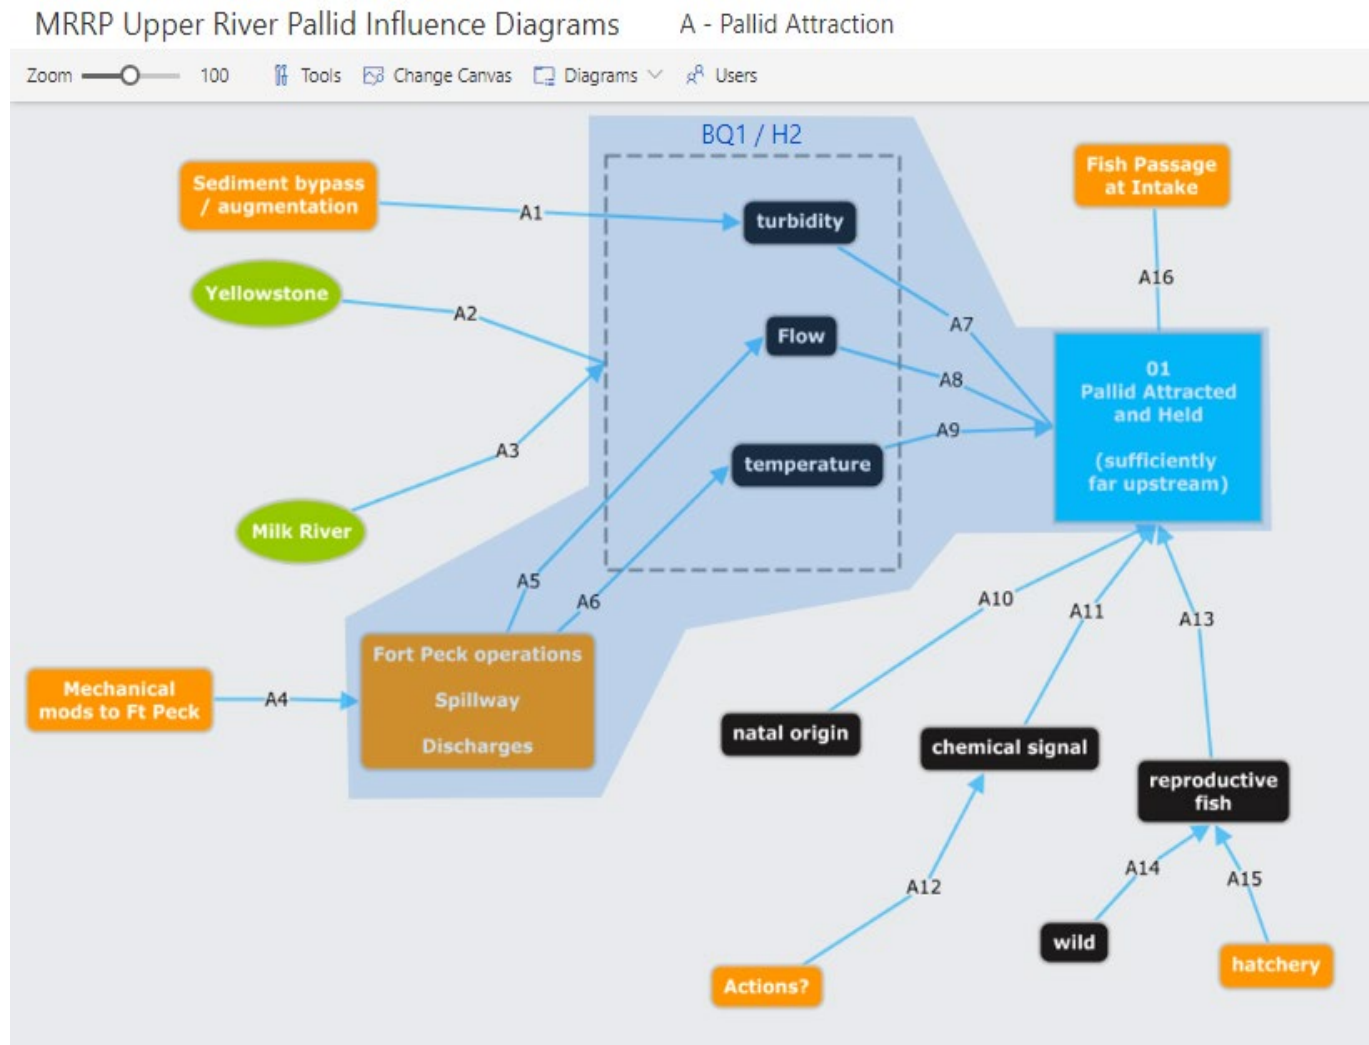 MRRP Upper River Pallid Influence Diagrams
A - Pallid Attraction
Zoom
100
Tools
Change Canvas
Diagrams
Users
BQ1 / H2
Sediment bypass
/ augmentation
A1
turbidity
Fish Passage
at Intake
A16
Yellowstone
A2
Flow
A7
A8
01
Pallid Attracted
and Held
(sufficiently
far upstream)
A3
temperature
A9
Milk River
A5
A6
A10
A11
A13
Fort Peck operations
Spillway
Discharges
Mechanical
mods to Ft Peck
A4
natal origin
chemical signal
reproductive
fish
A12
A14
A15
wild
hatchery
Actions?